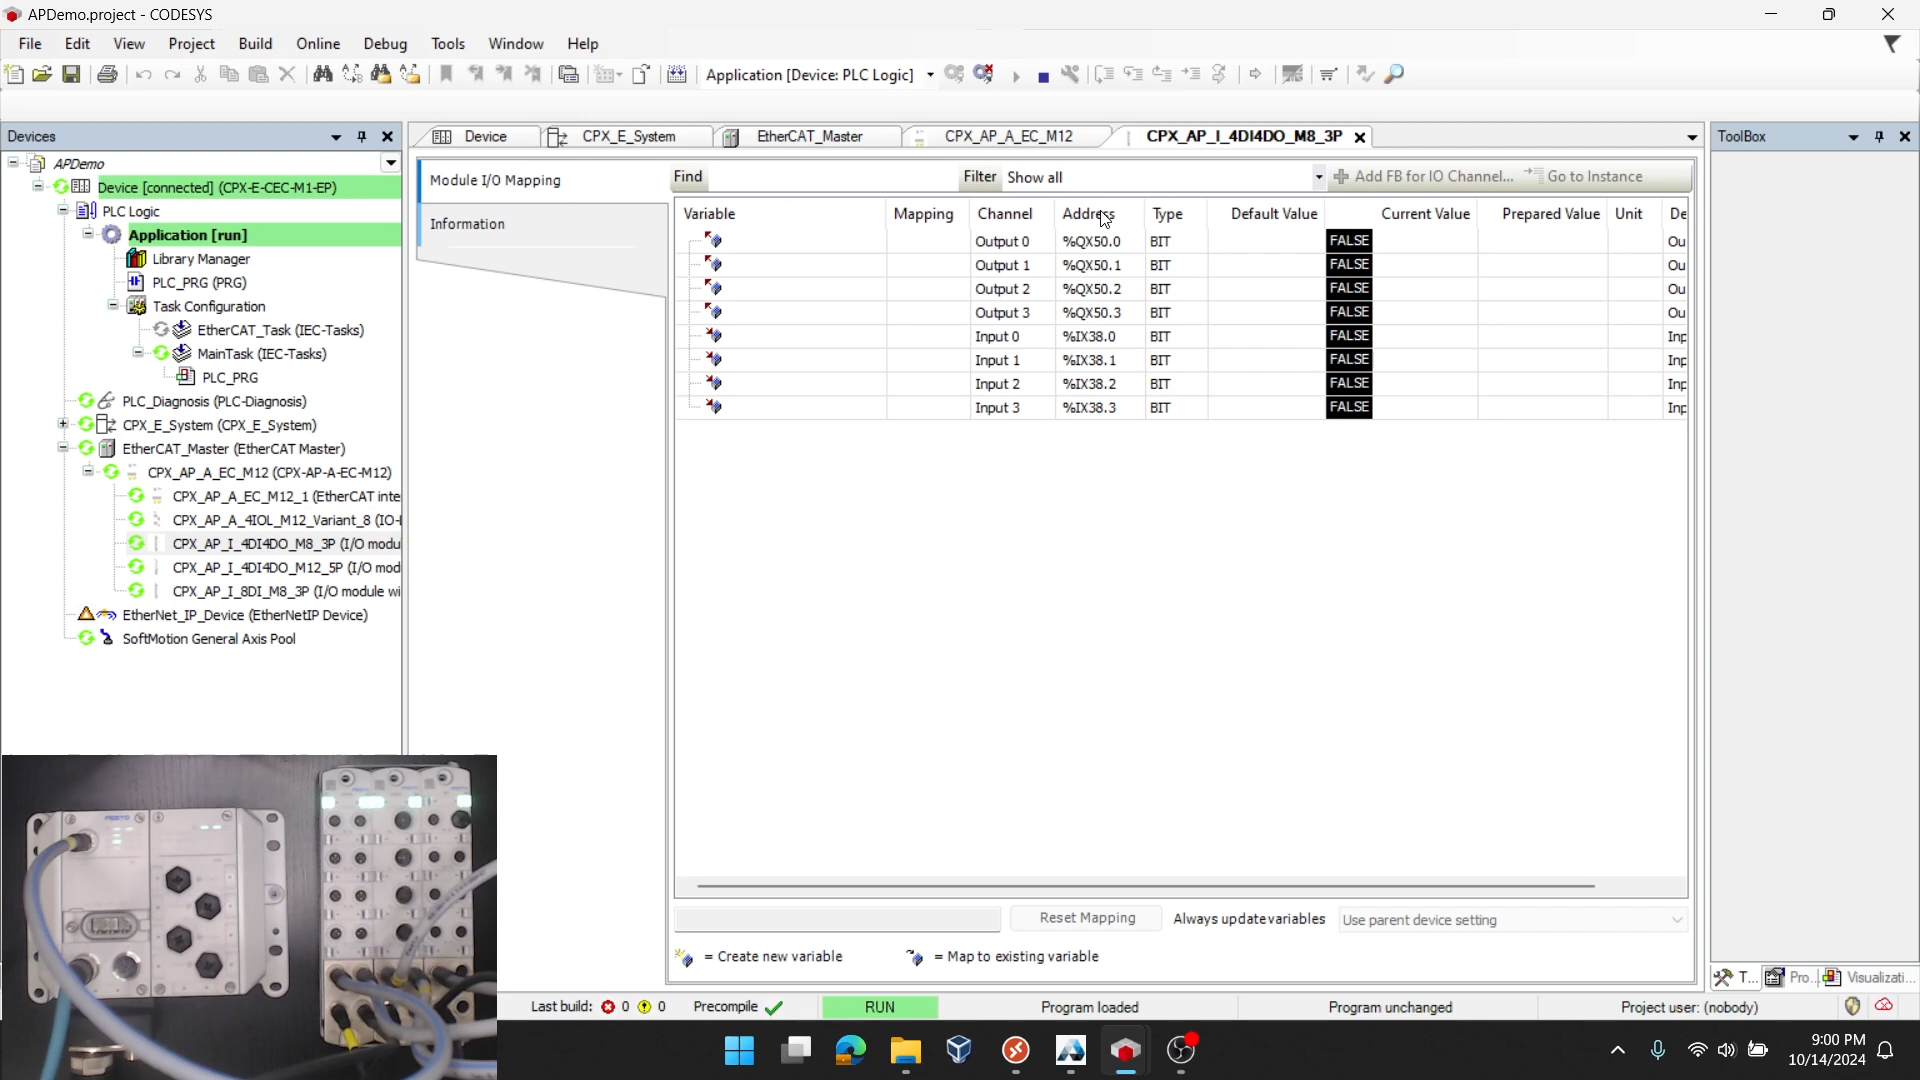 APDemo.project - CODESYS
File Edit View Project Build Online Debug Tools Window Help
Application [Device: PLC Logic]
Devices
APDemo
Device [connected] (CPX-E-CEC-M1-EP)
PLC Logic
Application [run]
Library Manager
PLC_PRG (PRG)
Task Configuration
EtherCAT_Task (IEC-Tasks)
MainTask (IEC-Tasks)
PLC_PRG
PLC_Diagnosis (PLC-Diagnosis)
CPX_E_System (CPX_E_System)
EtherCAT_Master (EtherCAT Master)
CPX_AP_A_EC_M12 (CPX-AP-A-EC-M12)
CPX_AP_A_EC_M12_1 (EtherCAT inte
CPX_AP_A_4IOL_M12_Variant_8 (IO-l
CPX_AP_I_4DI4DO_M8_3P (I/O modu
CPX_AP_I_4DI4DO_M12_5P (I/O mod
CPX_AP_I_8DI_M8_3P (I/O module wi
EtherNet_IP_Device (EtherNetIP Device)
SoftMotion General Axis Pool
Device CPX_E_System EtherCAT_Master CPX_AP_A_EC_M12 CPX_AP_I_4DI4DO_M8_3P
Module I/O Mapping
Information
Find Filter Show all Add FB for IO Channel... Go to Instance
Variable Mapping Channel Address Type Default Value Current Value Prepared Value Unit De
Output 0 %QX50.0 BIT FALSE Ou
Output 1 %QX50.1 BIT FALSE Ou
Output 2 %QX50.2 BIT FALSE Ou
Output 3 %QX50.3 BIT FALSE Ou
Input 0 %IX38.0 BIT FALSE Inp
Input 1 %IX38.1 BIT FALSE Inp
Input 2 %IX38.2 BIT FALSE Inp
Input 3 %IX38.3 BIT FALSE Inp
Reset Mapping Always update variables Use parent device setting
= Create new variable = Map to existing variable
ToolBox
T... Pro... Visualizati...
FESTO
Last build: 0 0 Precompile RUN Program loaded Program unchanged Project user: (nobody)
9:00 PM
10/14/2024